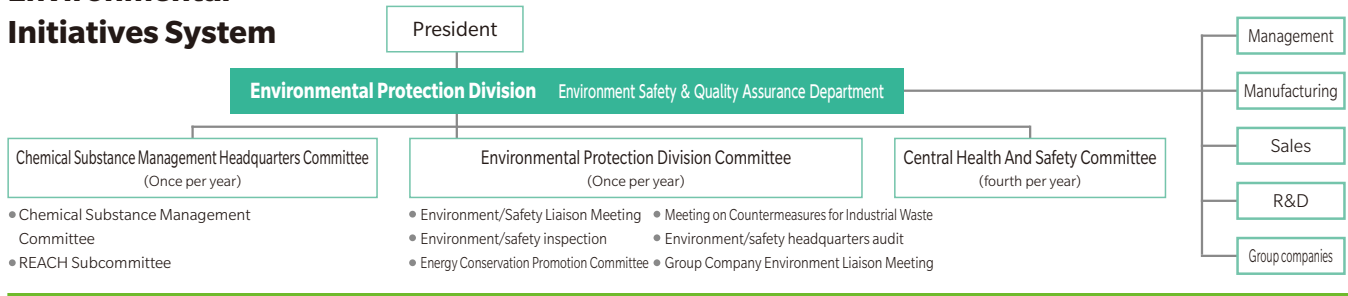 Initiatives System
President
Environmental Protection Division Environment Safety & Quality Assurance Department
Chemical Substance Management Headquarters Committee
(Once per year)
Environmental Protection Division Committee
(Once per year)
Central Health And Safety Committee
(fourth per year)
• Chemical Substance Management
Committee
• REACH Subcommittee
• Environment/Safety Liaison Meeting
• Environment/safety inspection
• Energy Conservation Promotion Committee
• Meeting on Countermeasures for Industrial Waste
• Environment/safety headquarters audit
• Group Company Environment Liaison Meeting
Management
Manufacturing
Sales
R&D
Group companies